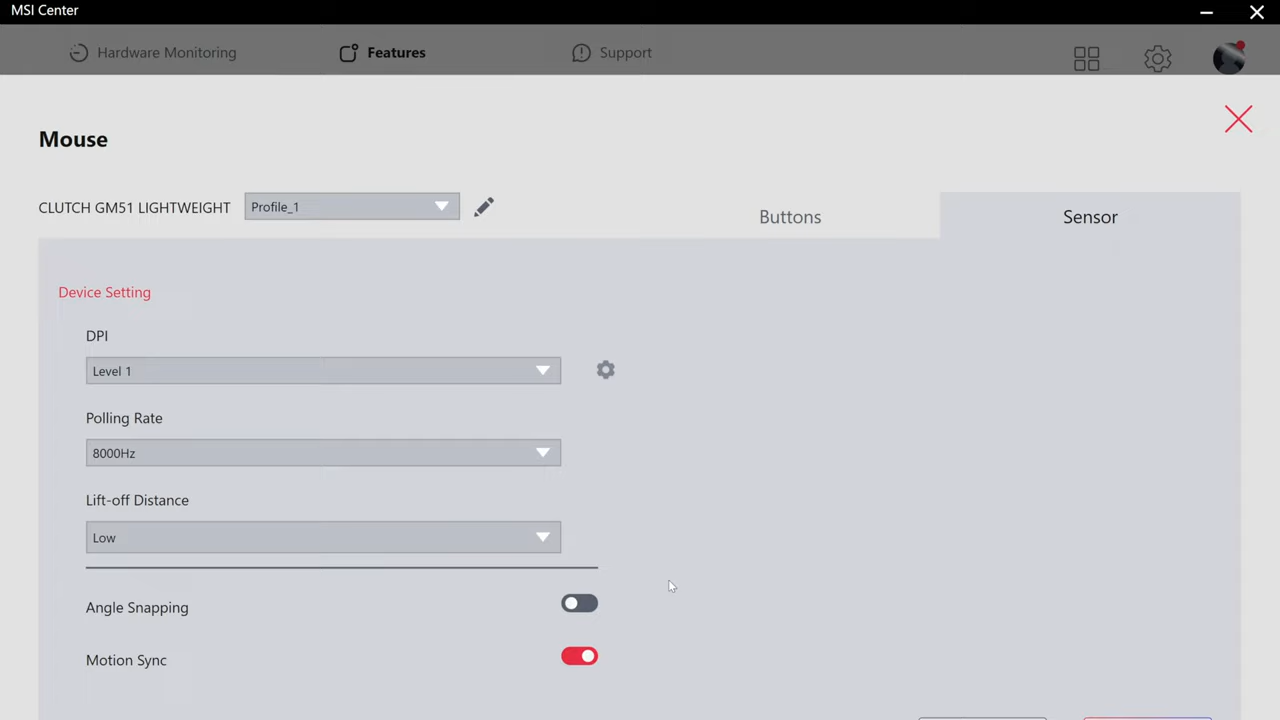 MSI Center
Hardware Monitoring
Features
Support
Mouse
CLUTCH GM51 LIGHTWEIGHT
Profile_1
Buttons
Sensor
Device Setting
DPI
Level 1
Polling Rate
8000Hz
Lift-off Distance
Low
Angle Snapping
Motion Sync